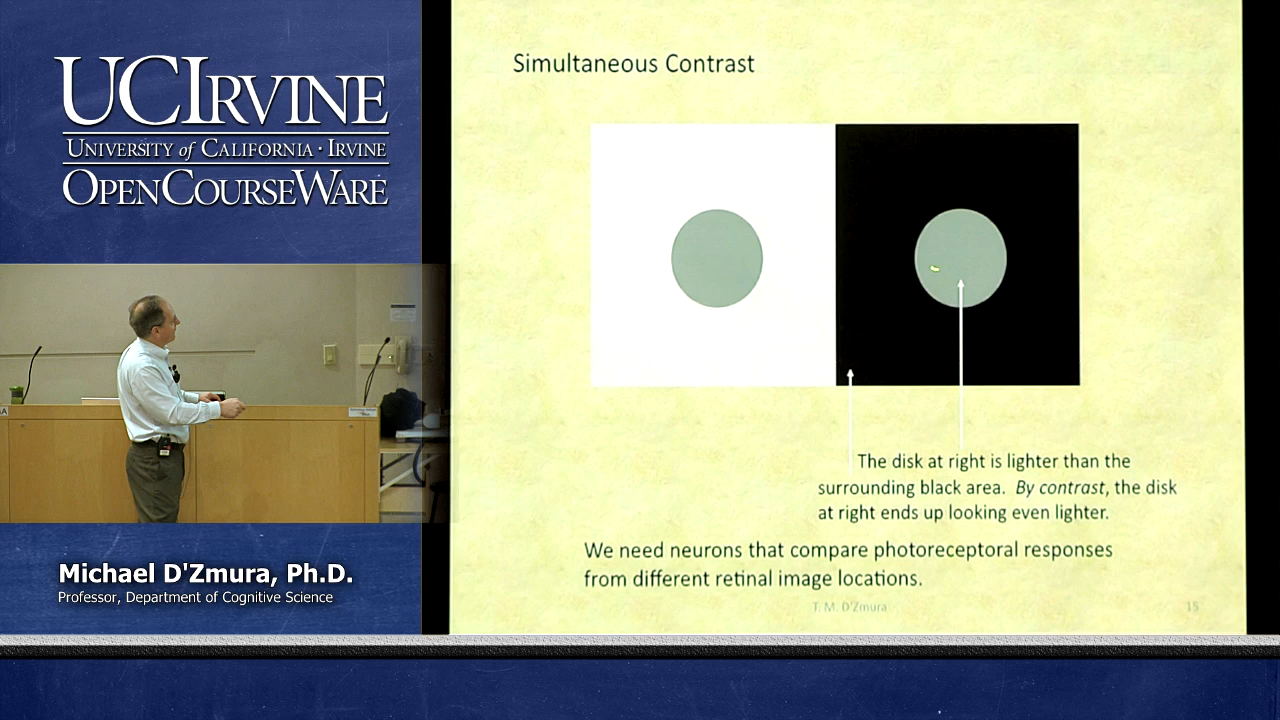 UCIRVINE
UNIVERSITY of CALIFORNIA · IRVINE
OPENCOURSEWARE
Michael D'Zmura, Ph.D.
Professor, Department of Cognitive Science
Simultaneous Contrast
The disk at right is lighter than the
surrounding black area. By contrast, the disk
at right ends up looking even lighter.
We need neurons that compare photoreceptoral responses
from different retinal image locations.
T. M. D'Zmura
15